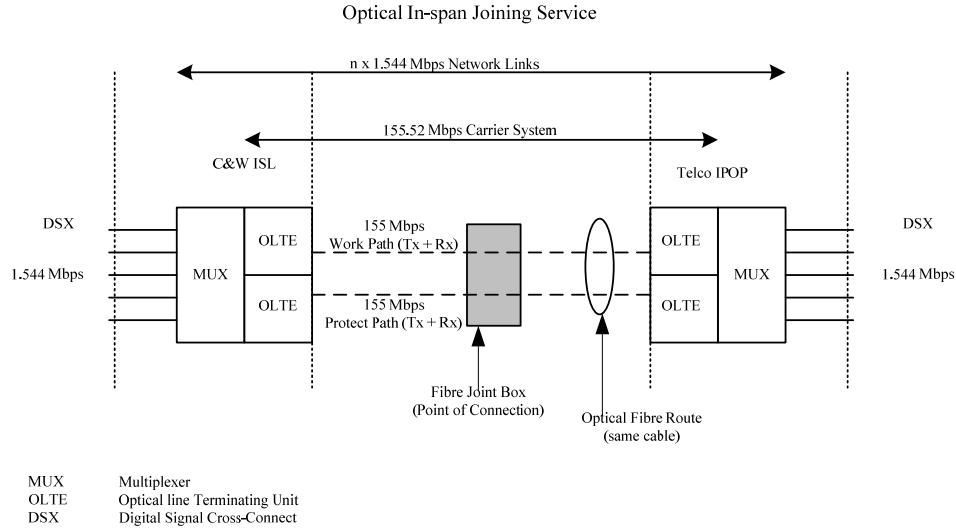 Optical In-span Joining Service
n x 1.544 Mbps Network Links
155.52 Mbps Carrier System
C&W ISL
Telco IPOP
DSX
1.544 Mbps
MUX
OLTE
OLTE
155 Mbps
Work Path (Tx + Rx)
155 Mbps
Protect Path (Tx + Rx)
OLTE
OLTE
MUX
DSX
1.544 Mbps
Fibre Joint Box
(Point of Connection)
Optical Fibre Route
(same cable)
MUX Multiplexer
OLTE Optical line Terminating Unit
DSX Digital Signal Cross-Connect